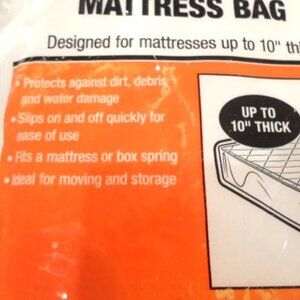 MATTRESS BAG
Designed for mattresses up to 10" thi
• Protects against dirt, debris
and water damage
• Slips on and off quickly for
ease of use
• Fits a mattress or box spring
• Ideal for moving and storage
UP TO
10" THICK